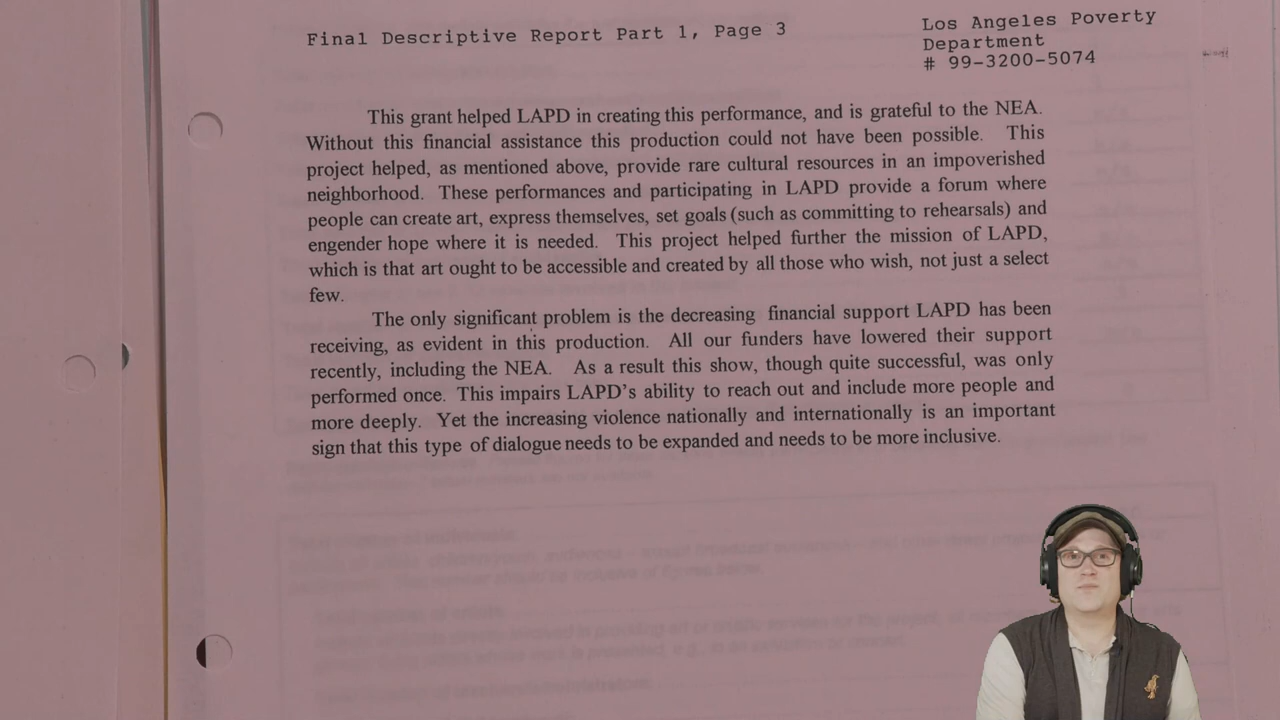 Final Descriptive Report Part 1, Page 3
Los Angeles Poverty
Department
# 99-3200-5074
This grant helped LAPD in creating this performance, and is grateful to the NEA.
Without this financial assistance this production could not have been possible. This
project helped, as mentioned above, provide rare cultural resources in an impoverished
neighborhood. These performances and participating in LAPD provide a forum where
people can create art, express themselves, set goals (such as committing to rehearsals) and
engender hope where it is needed. This project helped further the mission of LAPD,
which is that art ought to be accessible and created by all those who wish, not just a select
few.
The only significant problem is the decreasing financial support LAPD has been
receiving, as evident in this production. All our funders have lowered their support
recently, including the NEA. As a result this show, though quite successful, was only
performed once. This impairs LAPD's ability to reach out and include more people and
more deeply. Yet the increasing violence nationally and internationally is an important
sign that this type of dialogue needs to be expanded and needs to be more inclusive.